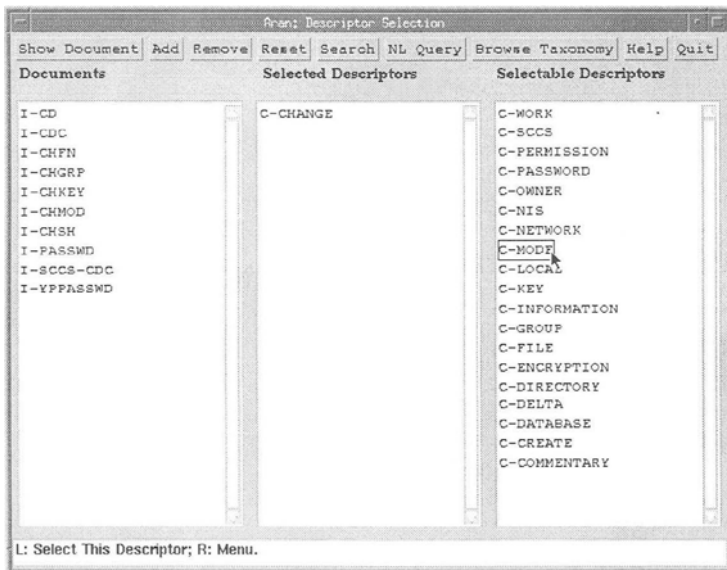 Aran: Descriptor Selection
Show Document Add Remove Reset Search NL Query Browse Taxonomy Help Quit
Documents
I-CD
I-CDC
I-CHFN
I-CHGRP
I-CHKEY
I-CHMOD
I-CHSH
I-PASSWD
I-SCCS-CDC
I-YPPASSWD
Selected Descriptors
C-CHANGE
Selectable Descriptors
C-WORK
C-SCCS
C-PERMISSION
C-PASSWORD
C-OWNER
C-NIS
C-NETWORK
C-MODE
C-LOCAL
C-KEY
C-INFORMATION
C-GROUP
C-FILE
C-ENCRYPTION
C-DIRECTORY
C-DELTA
C-DATABASE
C-CREATE
C-COMMENTARY
L: Select This Descriptor; R: Menu.